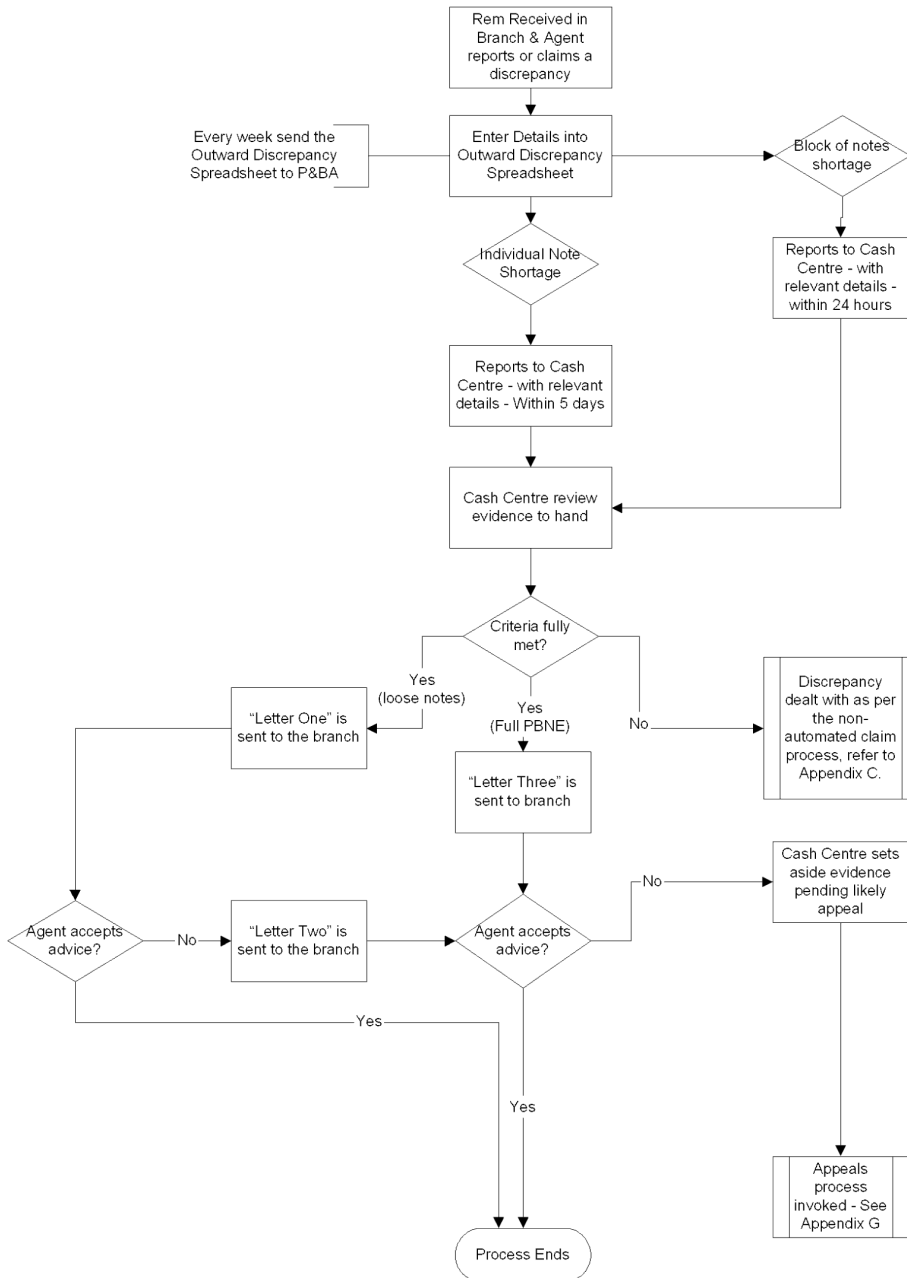 Rem Received in
Branch & Agent
reports or claims a
discrepancy
Every week send the
Outward Discrepancy
Spreadsheet to P&BA
Enter Details into
Outward Discrepancy
Spreadsheet
Block of notes
shortage
Individual Note
Shortage
Reports to Cash
Centre - with
relevant details -
within 24 hours
Reports to Cash
Centre - with relevant
details - Within 5 days
Cash Centre review
evidence to hand
Criteria fully
met?
Yes
(loose notes)
Yes
(Full PBNE)
No
“Letter One” is
sent to the branch
Discrepancy
dealt with as per
the non-
automated claim
process, refer to
Appendix C.
“Letter Three” is
sent to branch
Cash Centre sets
aside evidence
pending likely
appeal
No
Agent accepts
advice?
No
“Letter Two” is
sent to the branch
Agent accepts
advice?
Yes
Yes
Appeals
process
invoked - See
Appendix G
Process Ends